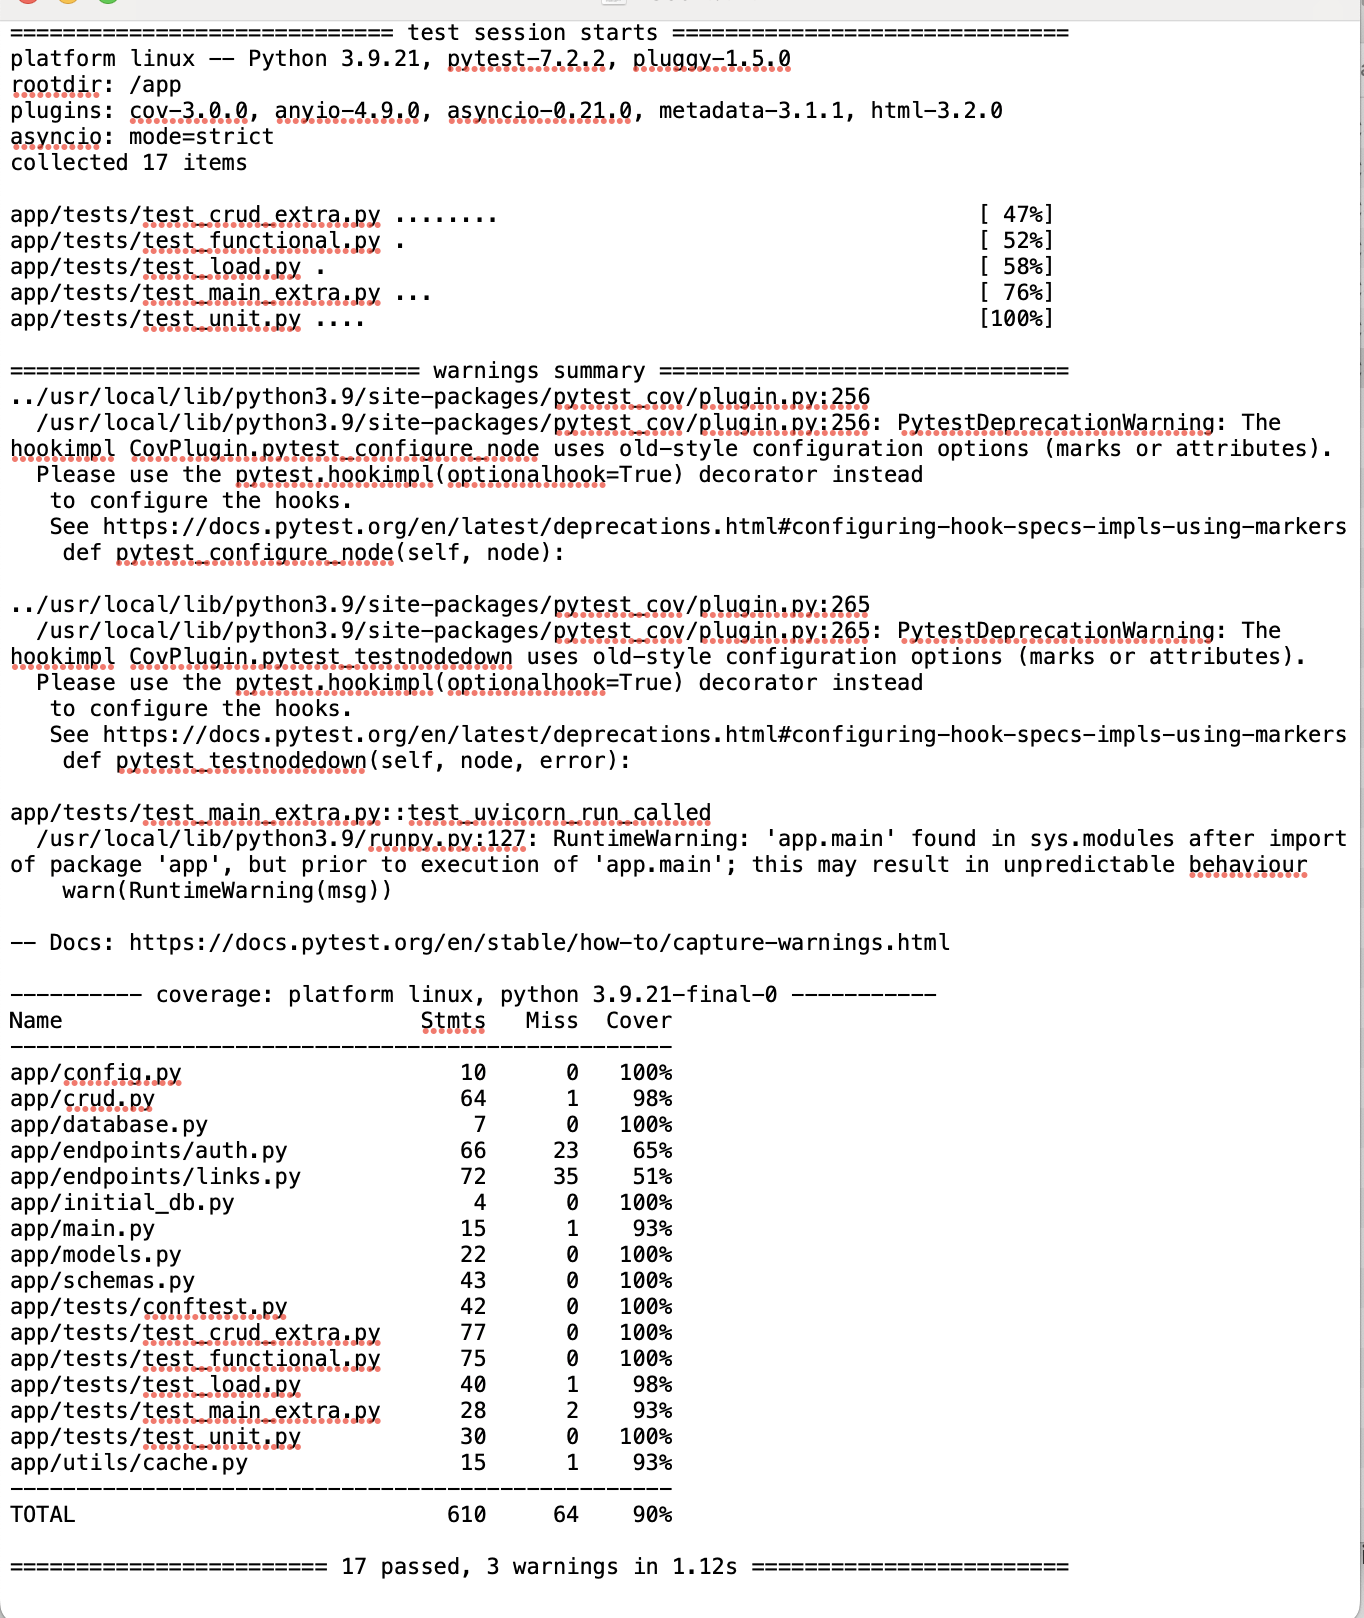 ============================= test session starts ==============================
platform linux -- Python 3.9.21, pytest-7.2.2, pluggy-1.5.0
rootdir: /app
plugins: cov-3.0.0, anyio-4.9.0, asyncio-0.21.0, metadata-3.1.1, html-3.2.0
asyncio: mode=strict
collected 17 items
app/tests/test_crud_extra.py ........                                    [ 47%]
app/tests/test_functional.py .                                           [ 52%]
app/tests/test_load.py .                                                 [ 58%]
app/tests/test_main_extra.py ...                                         [ 76%]
app/tests/test_unit.py ....                                              [100%]
=============================== warnings summary ===============================
../usr/local/lib/python3.9/site-packages/pytest_cov/plugin.py:256
  /usr/local/lib/python3.9/site-packages/pytest_cov/plugin.py:256: PytestDeprecationWarning: The
hookimpl CovPlugin.pytest_configure_node uses old-style configuration options (marks or attributes).
  Please use the pytest.hookimpl(optionalhook=True) decorator instead
   to configure the hooks.
   See https://docs.pytest.org/en/latest/deprecations.html#configuring-hook-specs-impls-using-markers
    def pytest_configure_node(self, node):
../usr/local/lib/python3.9/site-packages/pytest_cov/plugin.py:265
  /usr/local/lib/python3.9/site-packages/pytest_cov/plugin.py:265: PytestDeprecationWarning: The
hookimpl CovPlugin.pytest_testnodedown uses old-style configuration options (marks or attributes).
  Please use the pytest.hookimpl(optionalhook=True) decorator instead
   to configure the hooks.
   See https://docs.pytest.org/en/latest/deprecations.html#configuring-hook-specs-impls-using-markers
    def pytest_testnodedown(self, node, error):
app/tests/test_main_extra.py::test_uvicorn_run_called
  /usr/local/lib/python3.9/runpy.py:127: RuntimeWarning: 'app.main' found in sys.modules after import
of package 'app', but prior to execution of 'app.main'; this may result in unpredictable behaviour
    warn(RuntimeWarning(msg))
-- Docs: https://docs.pytest.org/en/stable/how-to/capture-warnings.html
---------- coverage: platform linux, python 3.9.21-final-0 -----------
Name                           Stmts   Miss  Cover
--------------------------------------------------
app/config.py                     10      0   100%
app/crud.py                       64      1    98%
app/database.py                    7      0   100%
app/endpoints/auth.py             66     23    65%
app/endpoints/links.py            72     35    51%
app/initial_db.py                  4      0   100%
app/main.py                       15      1    93%
app/models.py                     22      0   100%
app/schemas.py                    43      0   100%
app/tests/conftest.py             42      0   100%
app/tests/test_crud_extra.py      77      0   100%
app/tests/test_functional.py      75      0   100%
app/tests/test_load.py            40      1    98%
app/tests/test_main_extra.py      28      2    93%
app/tests/test_unit.py            30      0   100%
app/utils/cache.py                15      1    93%
--------------------------------------------------
TOTAL                            610     64    90%
======================== 17 passed, 3 warnings in 1.12s ========================